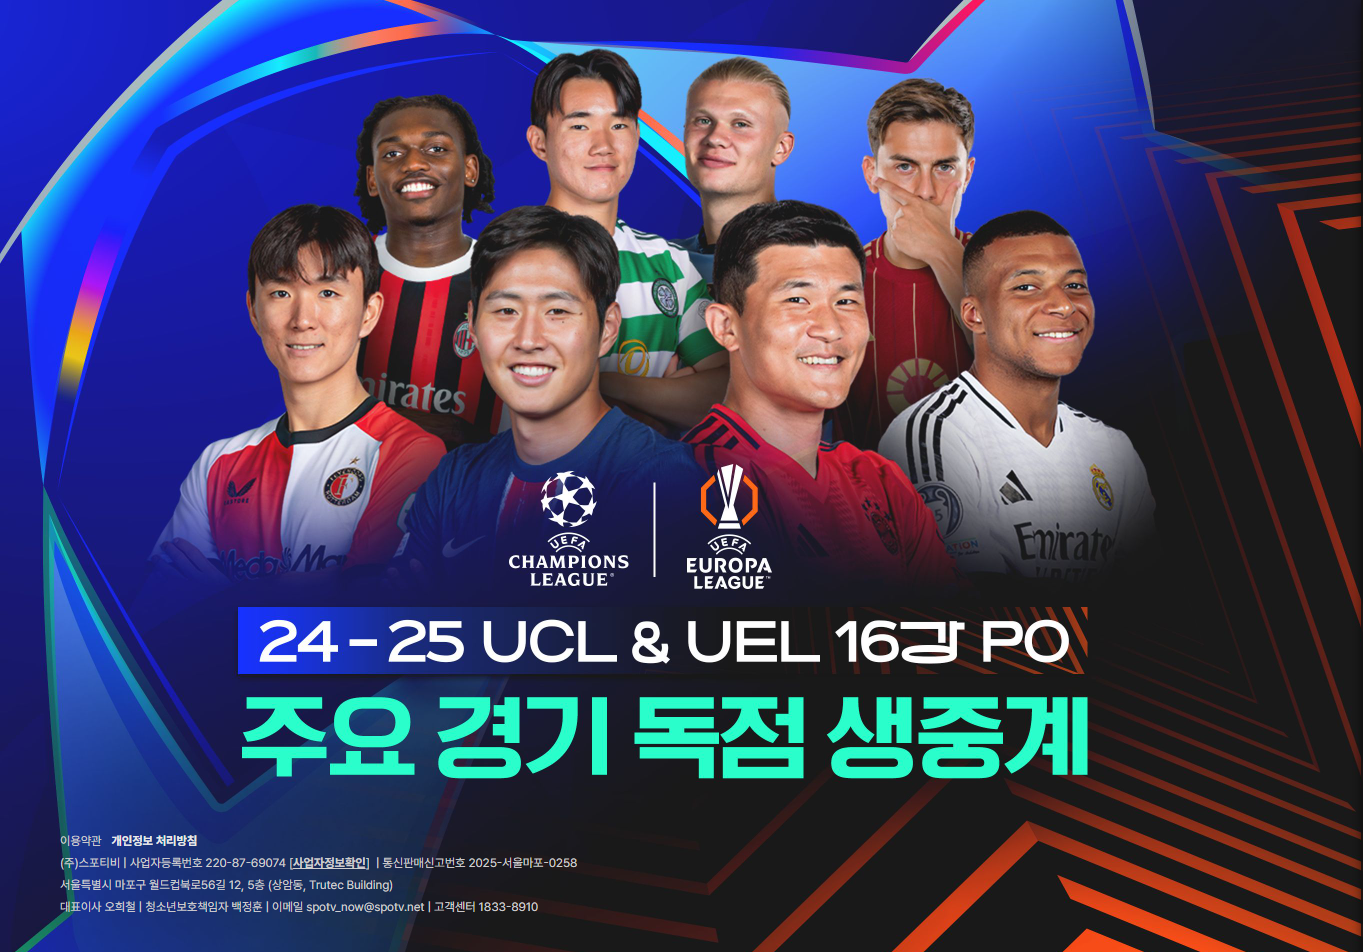 Emirates
Emirates
UEFA
CHAMPIONS
LEAGUE®
UEFA
EUROPA
LEAGUE™
24-25 UCL & UEL 16강 PO
주요 경기 독점 생중계
이용약관 개인정보 처리방침
(주)스포티비 | 사업자등록번호 220-87-69074 [사업자정보확인] | 통신판매신고번호 2025-서울마포-0258
서울특별시 마포구 월드컵북로56길 12, 5층 (상암동, Trutec Building)
대표이사 오희철 | 청소년보호책임자 백정훈 | 이메일 spotv_now@spotv.net | 고객센터 1833-8910